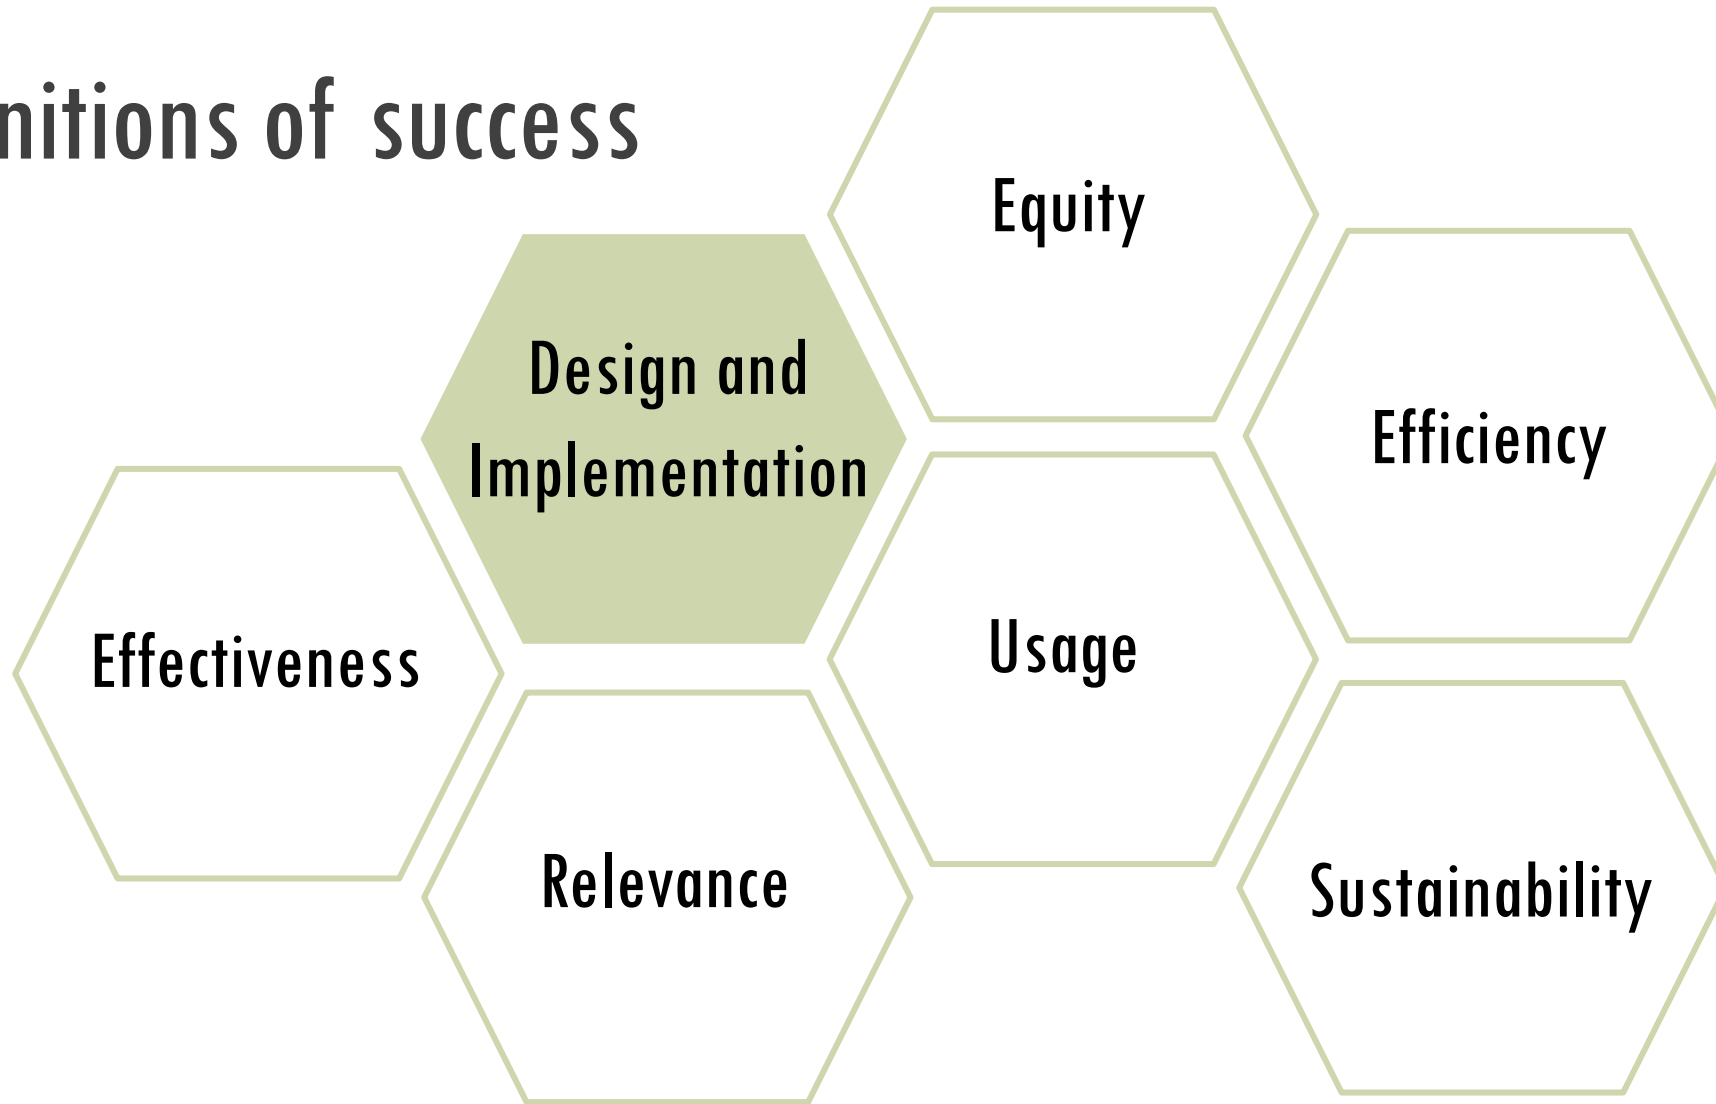 nitions of success
Equity
Design and
Implementation
Efficiency
Effectiveness
Usage
Relevance
Sustainability